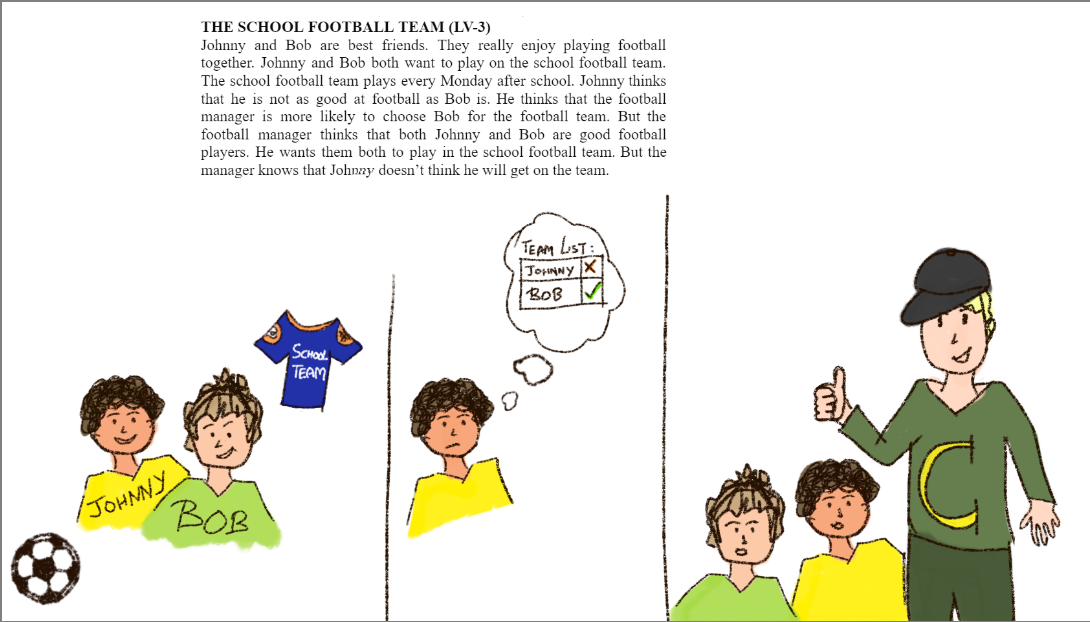 THE SCHOOL FOOTBALL TEAM (LV-3)
Johnny and Bob are best friends. They really enjoy playing football
together. Johnny and Bob both want to play on the school football team.
The school football team plays every Monday after school. Johnny thinks
that he is not as good at football as Bob is. He thinks that the football
manager is more likely to choose Bob for the football team. But the
football manager thinks that both Johnny and Bob are good football
players. He wants them both to play in the school football team. But the
manager knows that Johnny doesn't think he will get on the team.
SCHOOL
TEAM
JOHNNY
BOB
TEAM LIST:
JOHNNY X
BOB ✓
C